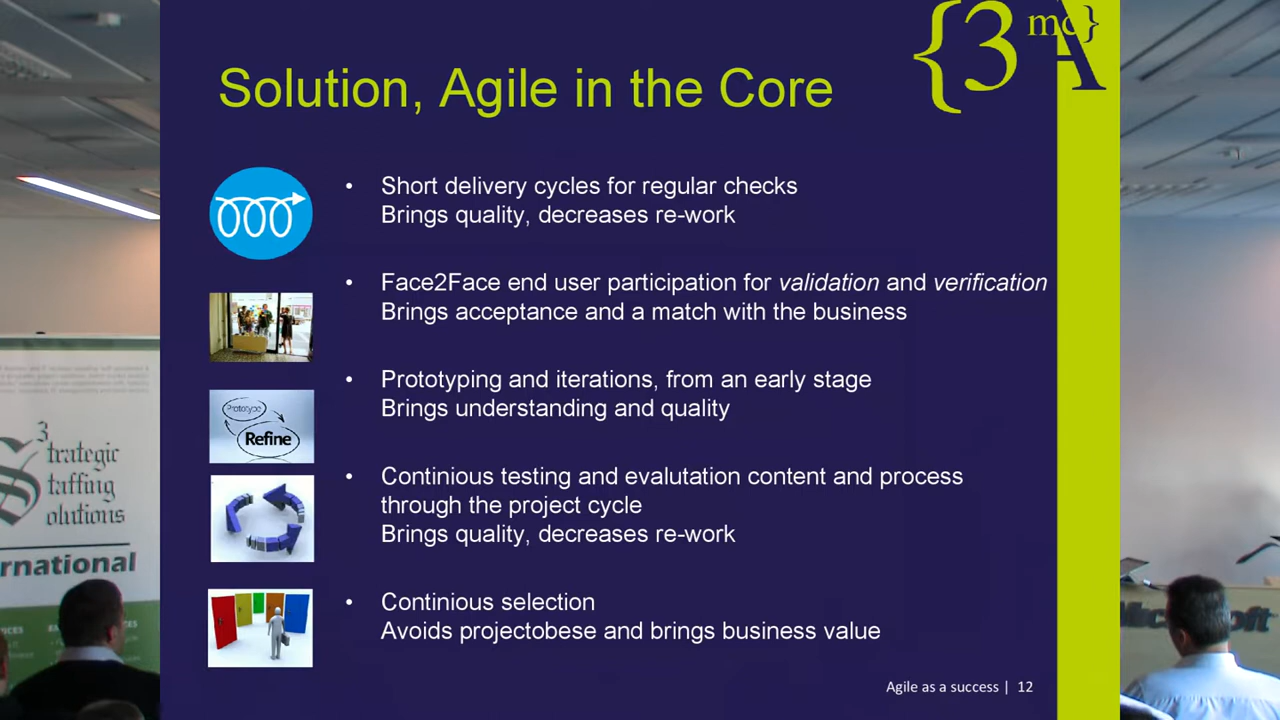 {3 mc}
A
Solution, Agile in the Core
• Short delivery cycles for regular checks
Brings quality, decreases re-work
• Face2Face end user participation for validation and verification
Brings acceptance and a match with the business
• Prototyping and iterations, from an early stage
Brings understanding and quality
Prototype
Refine
• Continious testing and evalutation content and process
through the project cycle
Brings quality, decreases re-work
• Continious selection
Avoids projectobese and brings business value
Agile as a success | 12
3
Strategic
Staffing
Solutions
rnational
Microsoft